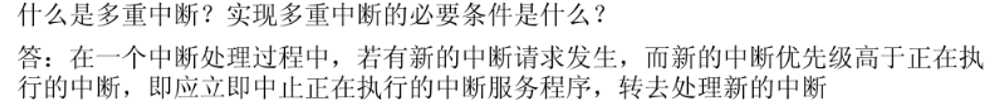 什么是多重中断？实现多重中断的必要条件是什么？
答：在一个中断处理过程中，若有新的中断请求发生，而新的中断优先级高于正在执
行的中断，即应立即中止正在执行的中断服务程序，转去处理新的中断